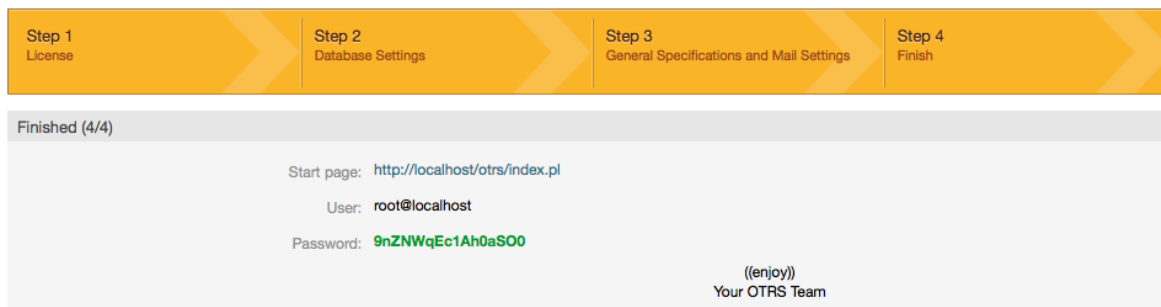 Step 1
License
Step 2
Database Settings
Step 3
General Specifications and Mail Settings
Step 4
Finish
Finished (4/4)
Start page: http://localhost/otrs/index.pl
User: root@localhost
Password: 9nZNWqEc1Ah0aSO0
((enjoy))
Your OTRS Team